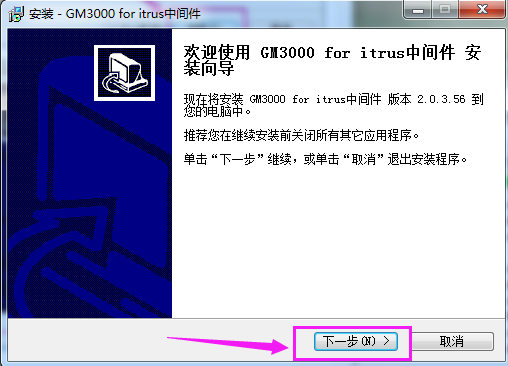 安装 - GM3000 for itrus中间件
欢迎使用 GM3000 for itrus中间件 安
装向导
现在将安装 GM3000 for itrus中间件 版本 2.0.3.56 到
您的电脑中。
推荐您在继续安装前关闭所有其它应用程序。
单击“下一步”继续，或单击“取消”退出安装程序。
下一步(N) >
取消